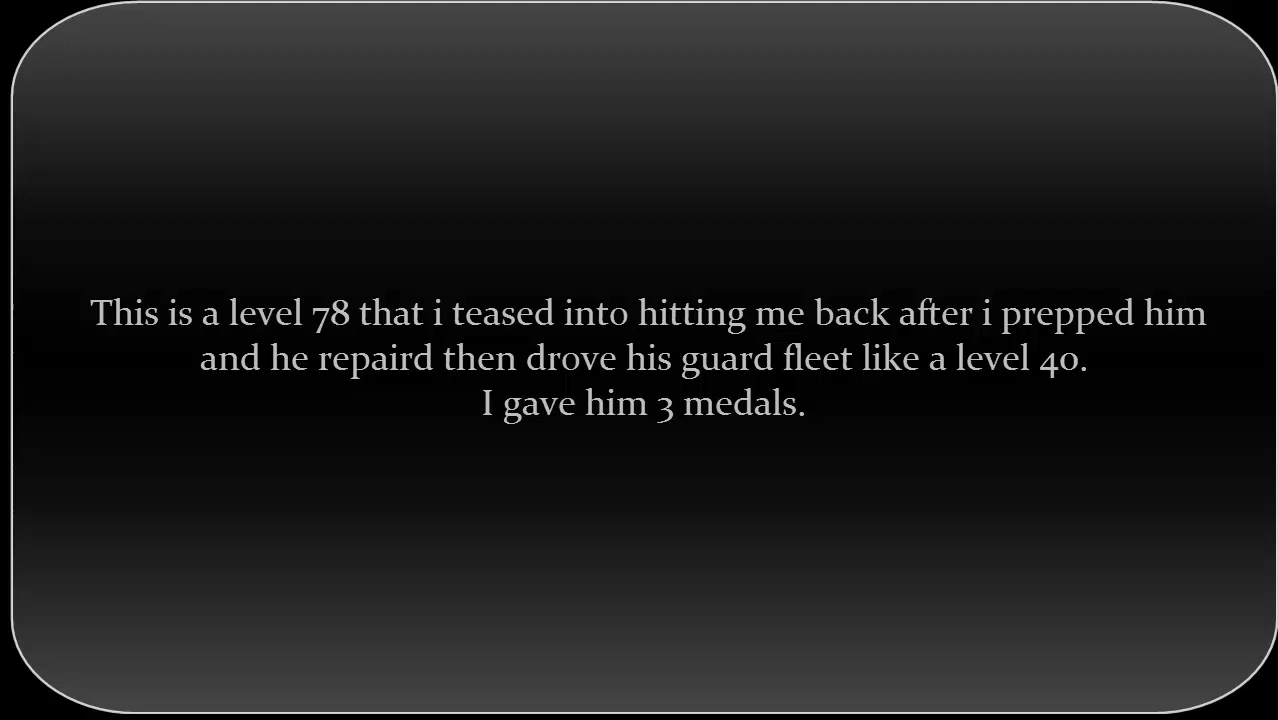 This is a level 78 that i teased into hitting me back after i prepped him
and he repaird then drove his guard fleet like a level 40.
I gave him 3 medals.